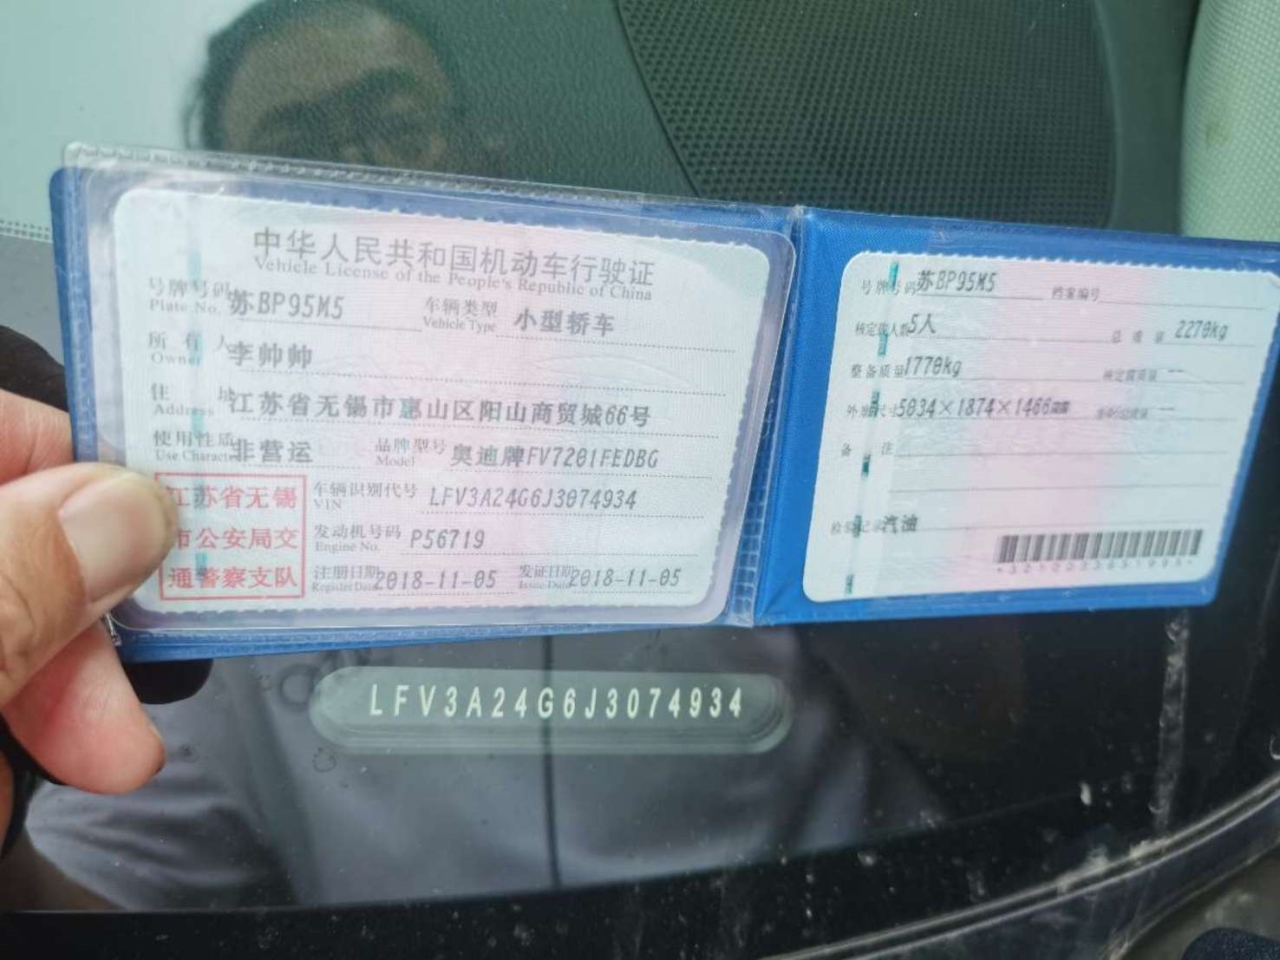 中华人民共和国机动车行驶证
Vehicle License of the People's Republic of China
号牌号码 苏BP95M5 车辆类型 小型轿车
Plate No. Vehicle Type
所有人 李帅帅
Owner
住址 江苏省无锡市惠山区阳山商贸城66号
Address
使用性质 非营运 品牌型号 奥迪牌FV7201FEDBG
Use Character Model
江苏省无锡
市公安局交
通警察支队
车辆识别代号 LFV3A24G6J3074934
VIN
发动机号码 P56719
Engine No.
注册日期 2018-11-05 发证日期 2018-11-05
Register Date Issue Date
号牌号码 苏BP95M5 档案编号
核定载人数 5人 总质量 2270kg
整备质量 1770kg 核定载质量 --
外廓尺寸 5034×1874×1466mm --
备注
检验记录 汽油
LFV3A24G6J3074934